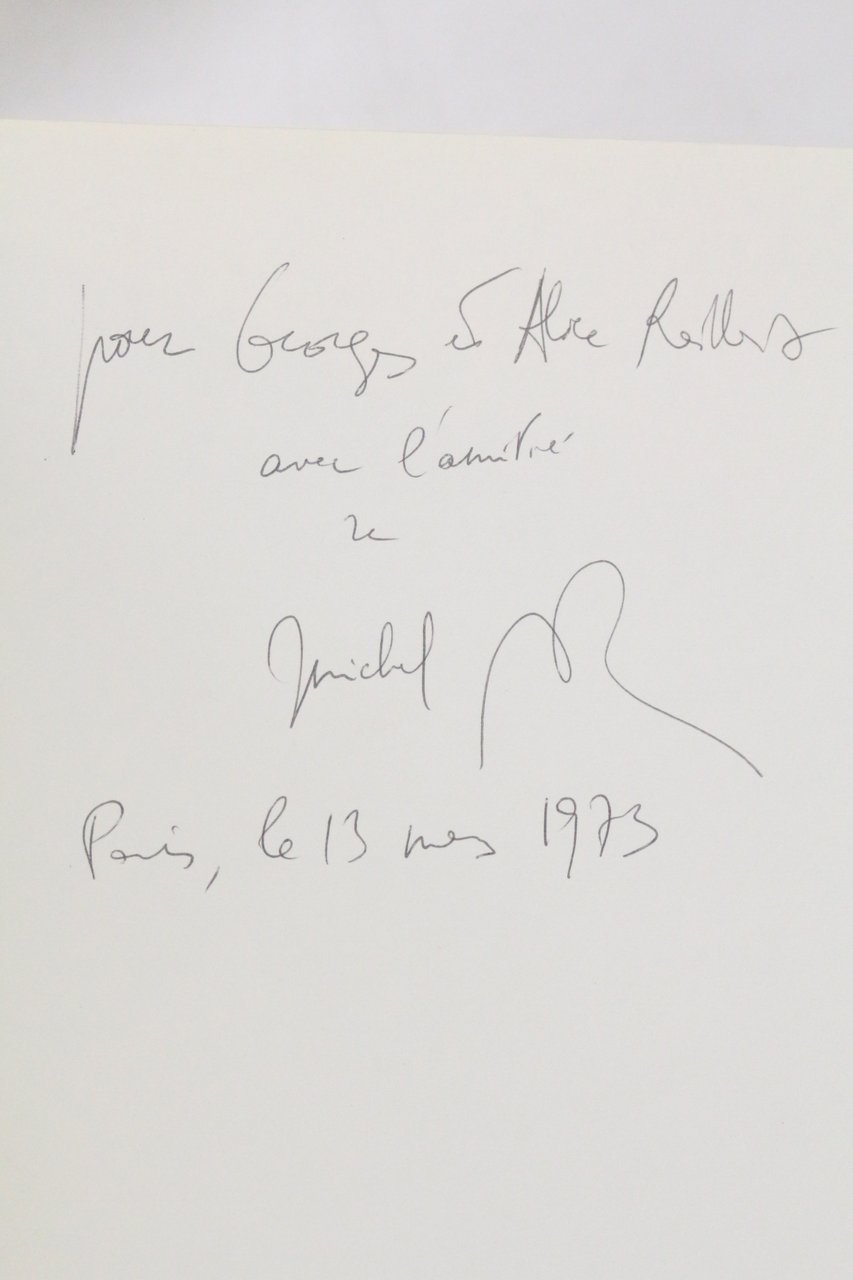 pour Georges et Alice Raillard
avec l'amitié
de
Michel
Paris, le 13 mars 1973